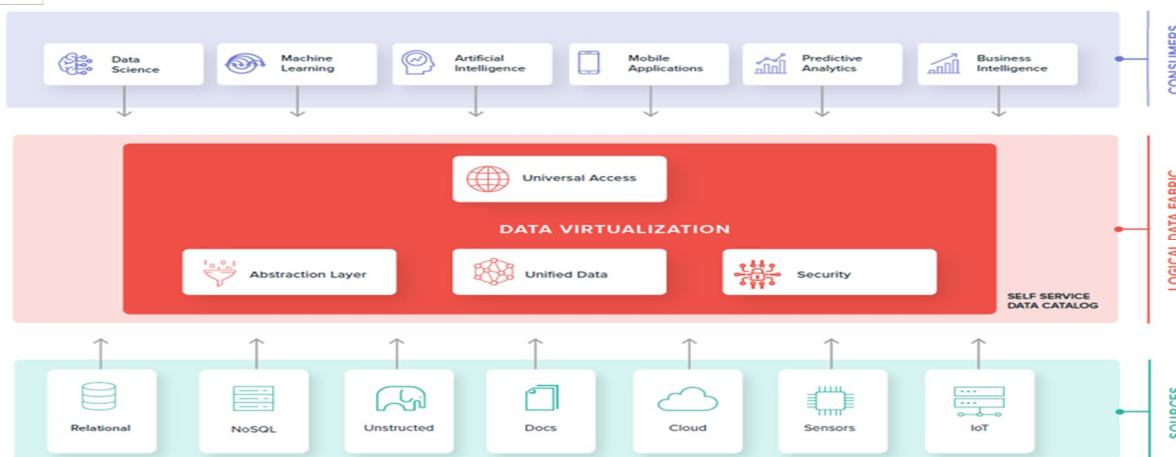 Data
Science
Machine
Learning
Artificial
Intelligence
Mobile
Applications
Predictive
Analytics
Business
Intelligence
CONSUMERS
Universal Access
DATA VIRTUALIZATION
Abstraction Layer
Unified Data
Security
SELF SERVICE
DATA CATALOG
LOGICAL DATA FABRIC
Relational
NoSQL
Unstructed
Docs
Cloud
Sensors
IoT
SOURCES